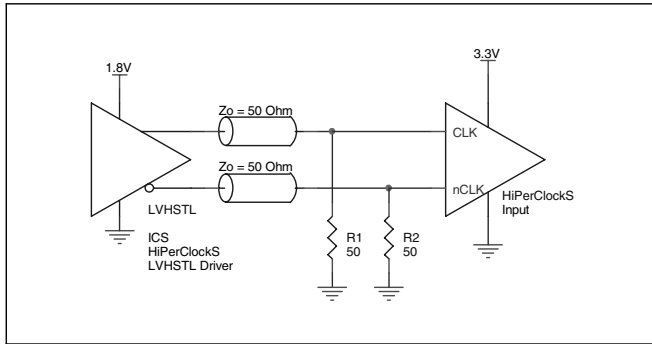 1.8V
3.3V
Zo = 50 Ohm
CLK
Zo = 50 Ohm
nCLK
HiPerClockS
Input
LVHSTL
ICS
HiPerClockS
LVHSTL Driver
R1
50
R2
50